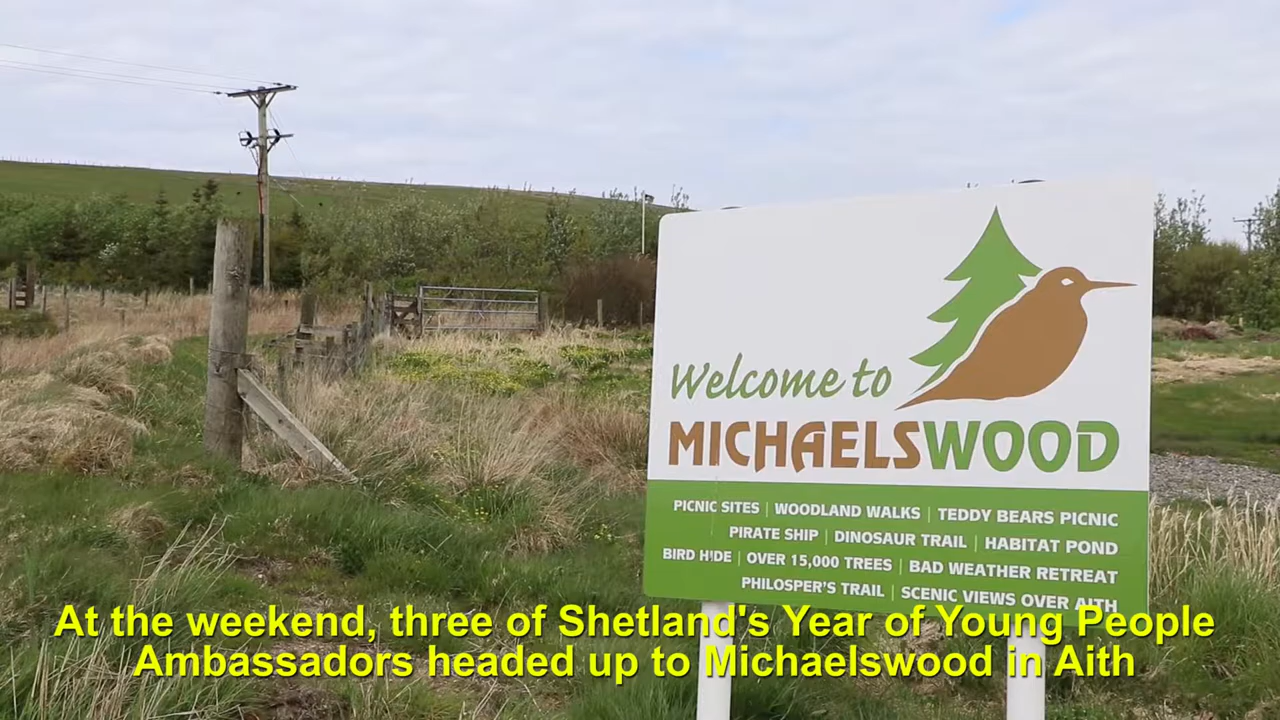 Welcome to
MICHAELSWOOD
PICNIC SITES | WOODLAND WALKS | TEDDY BEARS PICNIC
PIRATE SHIP | DINOSAUR TRAIL | HABITAT POND
BIRD HIDE | OVER 15,000 TREES | BAD WEATHER RETREAT
PHILOSPER'S TRAIL | SCENIC VIEWS OVER AITH
At the weekend, three of Shetland's Year of Young People
Ambassadors headed up to Michaelswood in Aith